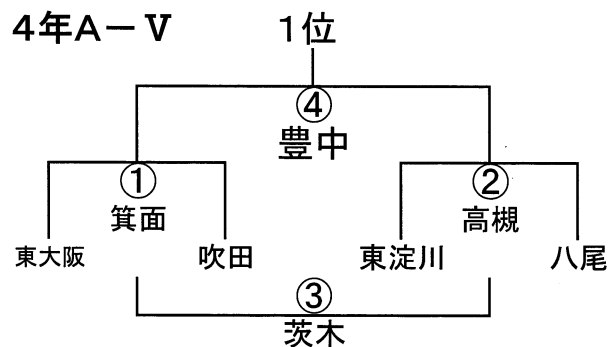 4年A－Ⅴ
1位
④
豊中
①
②
箕面
高槻
東大阪
吹田
東淀川
八尾
③
茨木